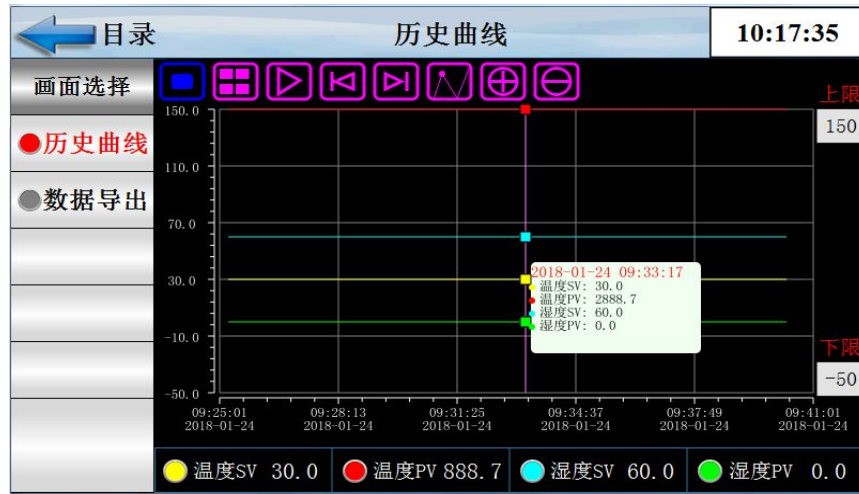 目录
历史曲线
10:17:35
画面选择
历史曲线
数据导出
上限
150
150.0
110.0
70.0
30.0
-10.0
-50.0
2018-01-24 09:33:17
温度SV: 30.0
温度PV: 2888.7
湿度SV: 60.0
湿度PV: 0.0
下限
-50
09:25:01 09:28:13 09:31:25 09:34:37 09:37:49 09:41:01
2018-01-24 2018-01-24 2018-01-24 2018-01-24 2018-01-24 2018-01-24
温度SV 30.0 温度PV 888.7 湿度SV 60.0 湿度PV 0.0